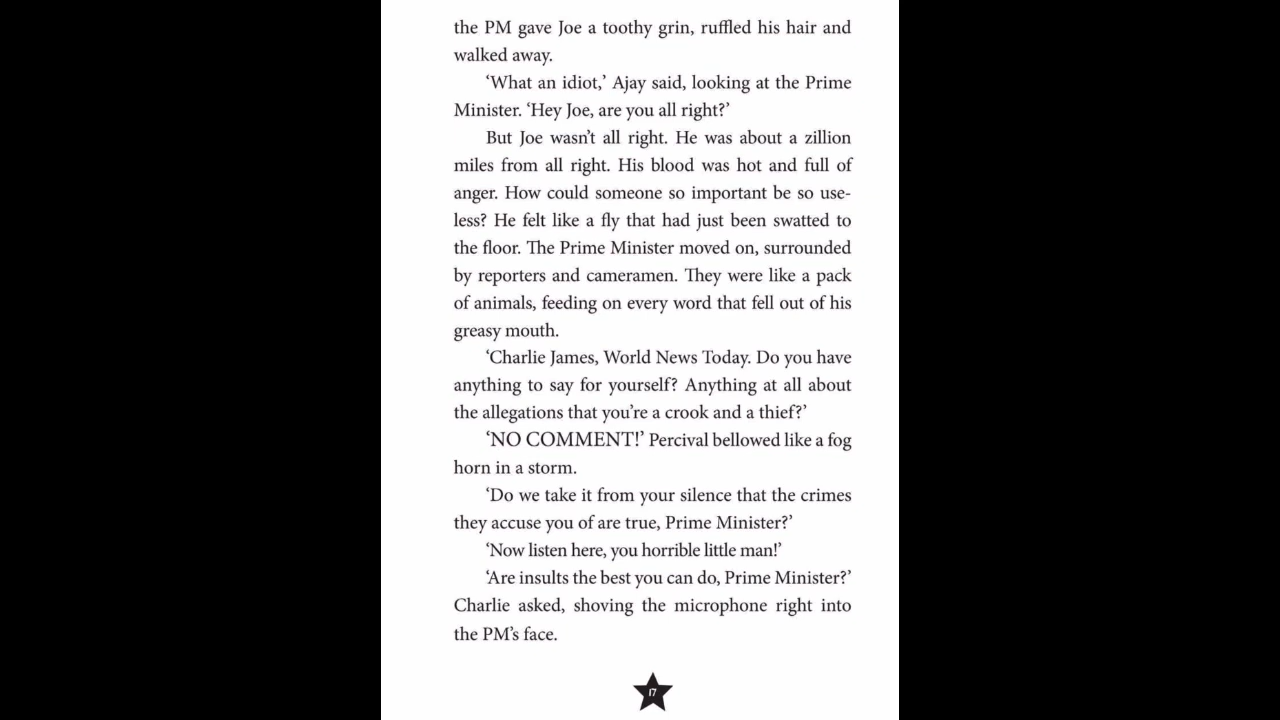 the PM gave Joe a toothy grin, ruffled his hair and
walked away.
‘What an idiot,’ Ajay said, looking at the Prime
Minister. ‘Hey Joe, are you all right?’
But Joe wasn’t all right. He was about a zillion
miles from all right. His blood was hot and full of
anger. How could someone so important be so use-
less? He felt like a fly that had just been swatted to
the floor. The Prime Minister moved on, surrounded
by reporters and cameramen. They were like a pack
of animals, feeding on every word that fell out of his
greasy mouth.
‘Charlie James, World News Today. Do you have
anything to say for yourself? Anything at all about
the allegations that you’re a crook and a thief?’
‘NO COMMENT!’ Percival bellowed like a fog
horn in a storm.
‘Do we take it from your silence that the crimes
they accuse you of are true, Prime Minister?’
‘Now listen here, you horrible little man!’
‘Are insults the best you can do, Prime Minister?’
Charlie asked, shoving the microphone right into
the PM’s face.
17